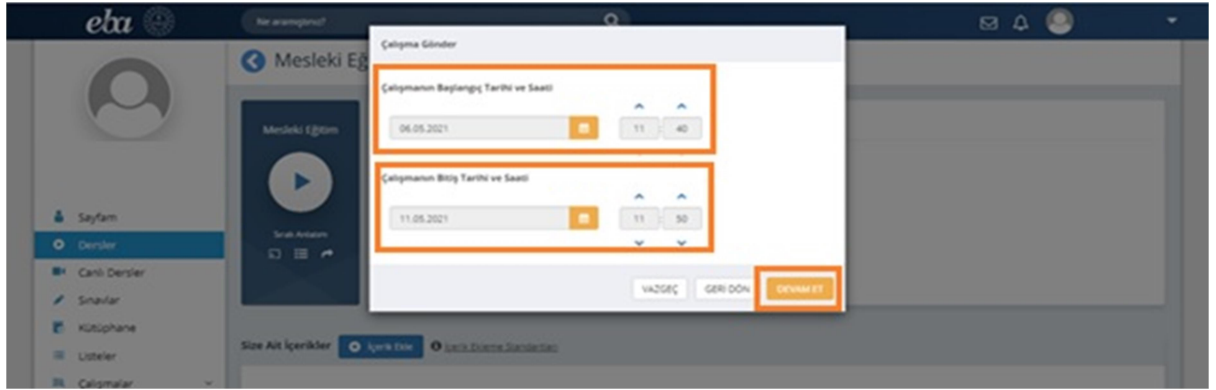 eba
Ne aramıştınız?
Çalışma Gönder
Mesleki Eğ
Çalışmanın Başlangıç Tarihi ve Saati
06.05.2021 11 : 40
Mesleki Eğitim
Çalışmanın Bitiş Tarihi ve Saati
11.05.2021 11 : 50
Sayfam
Sıralı Anlatım
Dersler
Canlı Dersler
VAZGEÇ GERİ DÖN DEVAM ET
Sınavlar
Kütüphane
Size Ait İçerikler İçerik Ekle İçerik Ekleme Standartları
Listeler
Çalışmalar